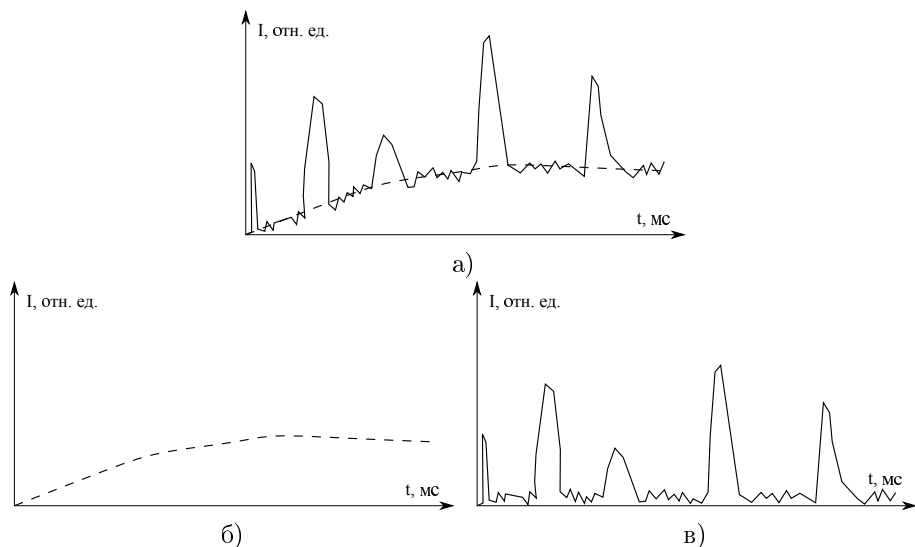 I, отн. ед.
t, мс
а)
I, отн. ед.
t, мс
б)
I, отн. ед.
t, мс
в)